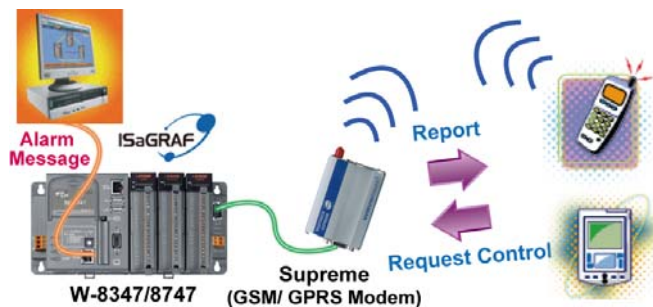 Alarm
Message
ISaGRAF
Report
Request Control
W-8347/8747
Supreme
(GSM/ GPRS Modem)